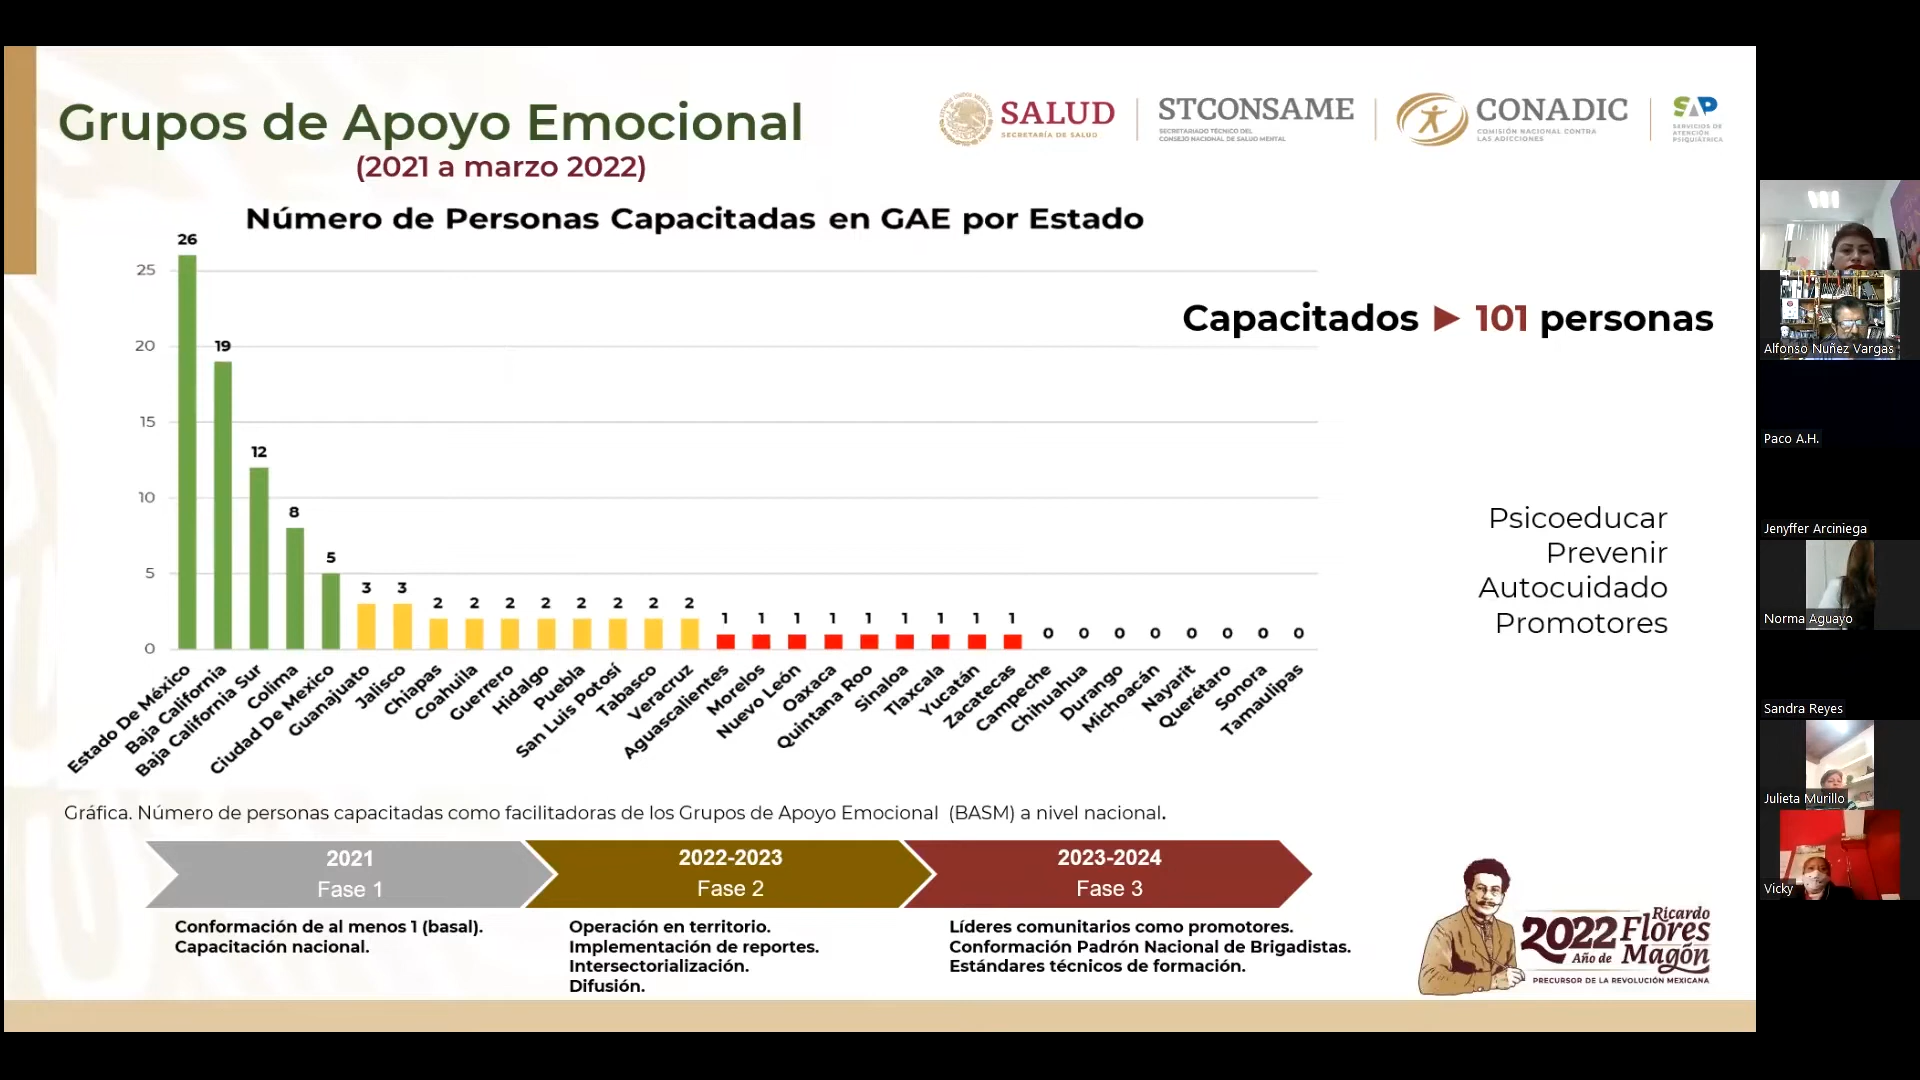 Grupos de Apoyo Emocional
(2021 a marzo 2022)
SALUD
SECRETARÍA DE SALUD
STCONSAME
SECRETARIADO TÉCNICO DEL
CONSEJO NACIONAL DE SALUD MENTAL
CONADIC
COMISIÓN NACIONAL CONTRA
LAS ADICCIONES
SAP
SERVICIOS DE
ATENCIÓN
PSIQUIÁTRICA
Número de Personas Capacitadas en GAE por Estado
25
20
15
10
5
0
26
19
12
8
5
3
3
2
2
2
2
2
2
2
2
1
1
1
1
1
1
1
1
1
0
0
0
0
0
0
0
0
Estado De México
Baja California
Baja California Sur
Colima
Ciudad De Mexico
Guanajuato
Jalisco
Chiapas
Coahuila
Guerrero
Hidalgo
Puebla
San Luis Potosí
Tabasco
Veracruz
Aguascalientes
Morelos
Nuevo León
Oaxaca
Quintana Roo
Sinaloa
Tlaxcala
Yucatán
Zacatecas
Campeche
Chihuahua
Durango
Michoacán
Nayarit
Querétaro
Sonora
Tamaulipas
Capacitados ► 101 personas
Psicoeducar
Prevenir
Autocuidado
Promotores
Gráfica. Número de personas capacitadas como facilitadoras de los Grupos de Apoyo Emocional (BASM) a nivel nacional.
2021
Fase 1
2022-2023
Fase 2
2023-2024
Fase 3
Conformación de al menos 1 (basal).
Capacitación nacional.
Operación en territorio.
Implementación de reportes.
Intersectorialización.
Difusión.
Líderes comunitarios como promotores.
Conformación Padrón Nacional de Brigadistas.
Estándares técnicos de formación.
2022 Ricardo
Flores
Año de Magón
PRECURSOR DE LA REVOLUCIÓN MEXICANA
Alfonso Nuñez Vargas
Paco A.H.
Jenyffer Arciniega
Norma Aguayo
Sandra Reyes
Julieta Murillo
Vicky